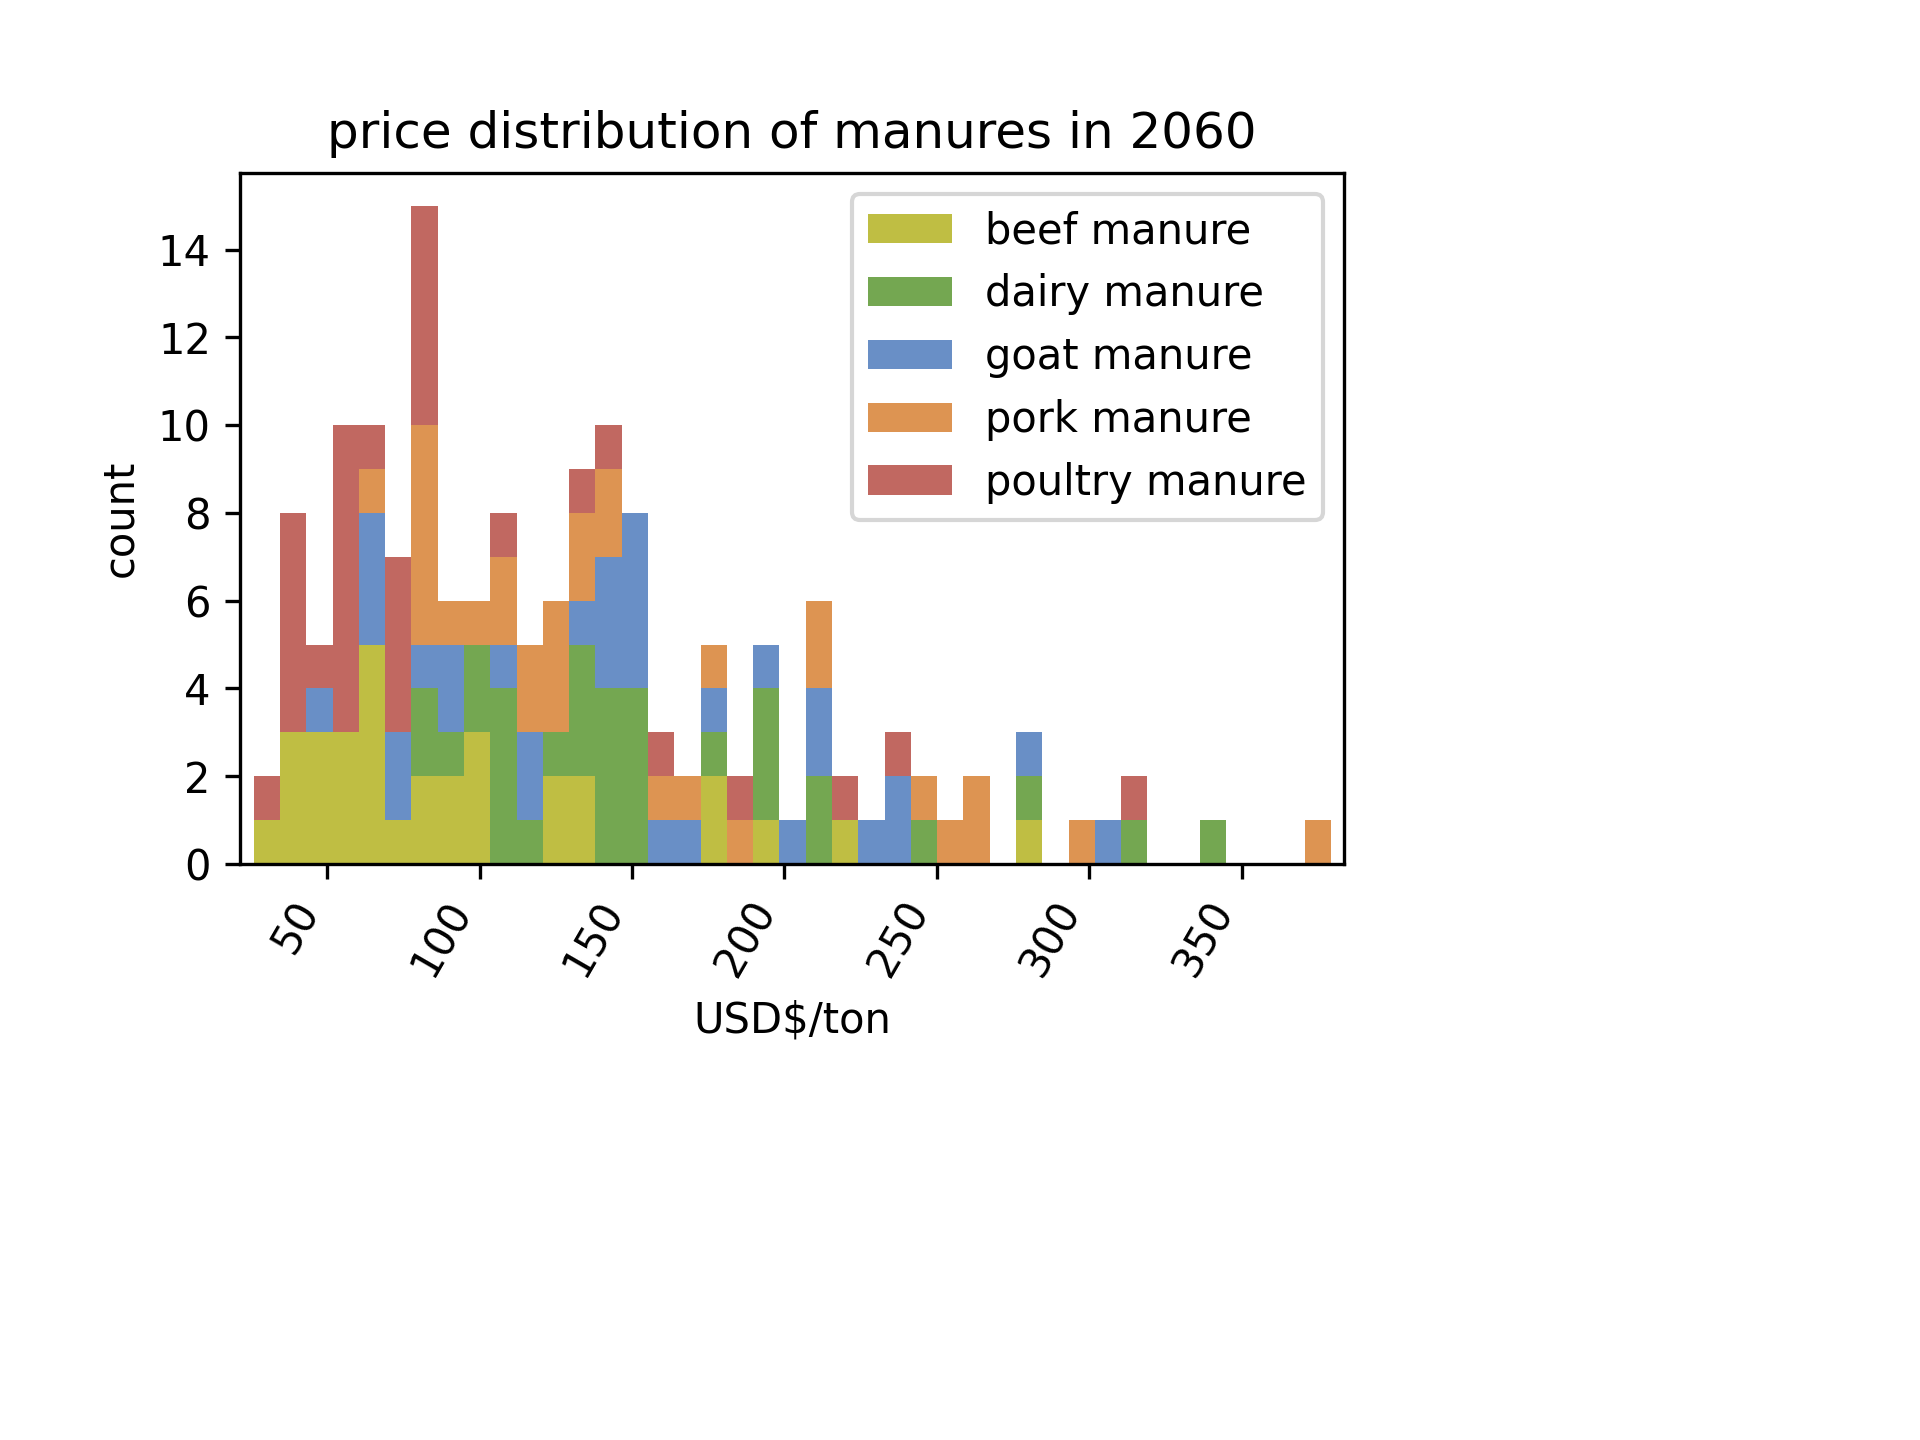 price distribution of manures in 2060
beef manure
dairy manure
goat manure
pork manure
poultry manure
count
14
12
10
8
6
4
2
0
50
100
150
200
250
300
350
USD$/ton